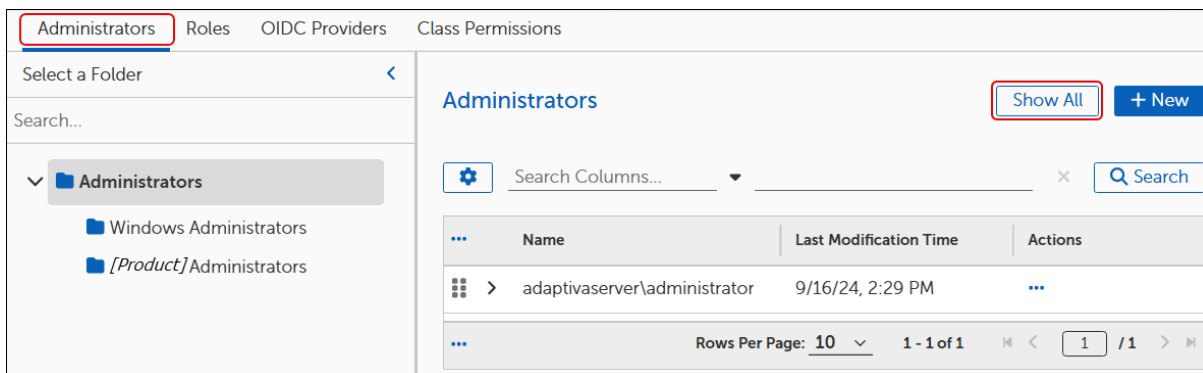 Administrators Roles OIDC Providers Class Permissions
Select a Folder
Search...
Administrators
Windows Administrators
[Product] Administrators
Administrators
Show All
+ New
Search Columns...
Search
Name Last Modification Time Actions
adaptivaserver\administrator 9/16/24, 2:29 PM
Rows Per Page: 10 1 - 1 of 1 1 / 1